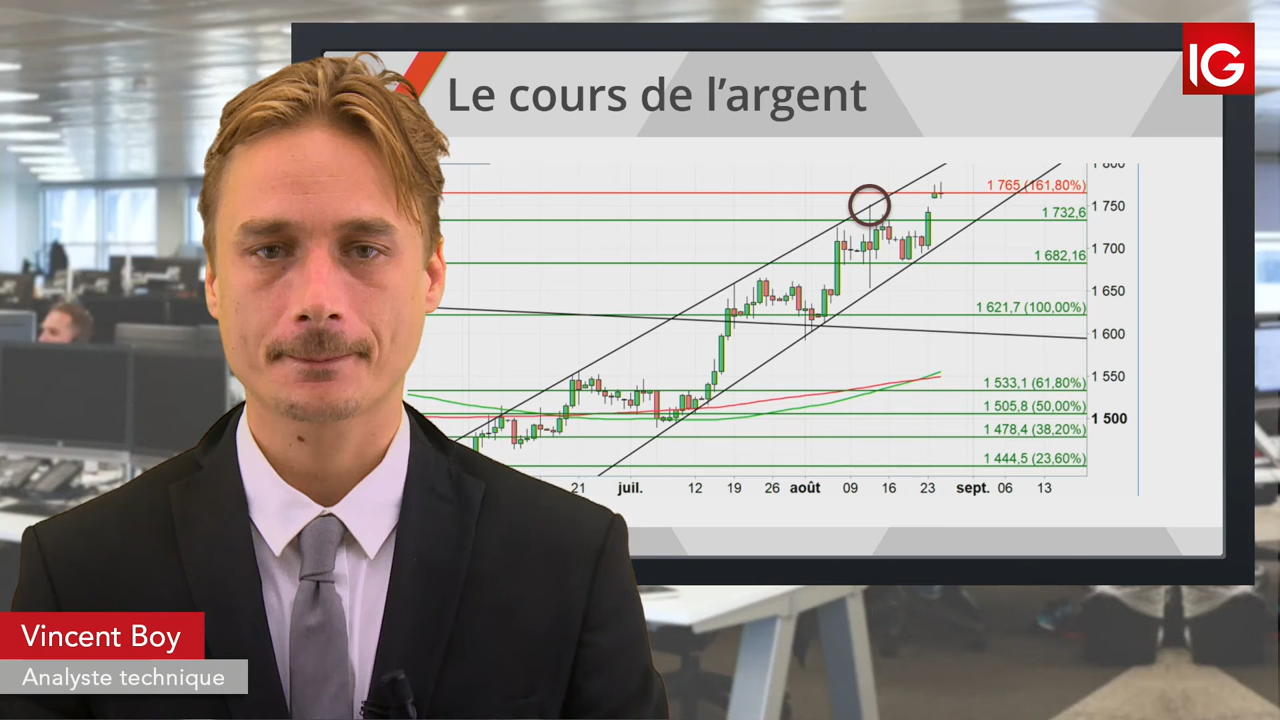 IG
Le cours de l’argent
1 800
1 765 (161,80%)
1 750
1 732,6
1 700
1 682,16
1 650
1 621,7 (100,00%)
1 600
1 550
1 533,1 (61,80%)
1 505,8 (50,00%)
1 500
1 478,4 (38,20%)
1 444,5 (23,60%)
21 juil. 12 19 26 août 09 16 23 sept. 06 13
Vincent Boy
Analyste technique